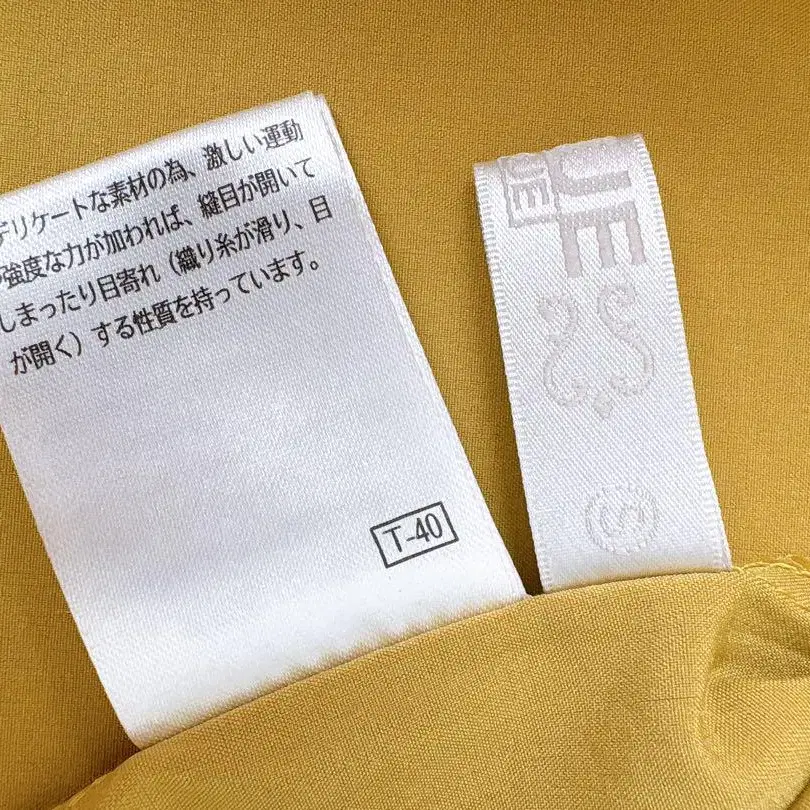 デリケートな素材の為、激しい運動
や強度な力が加われば、縫目が開いて
しまったり目寄れ（織り糸が滑り、目
が開く）する性質を持っています。
T-40
UE
JE
S